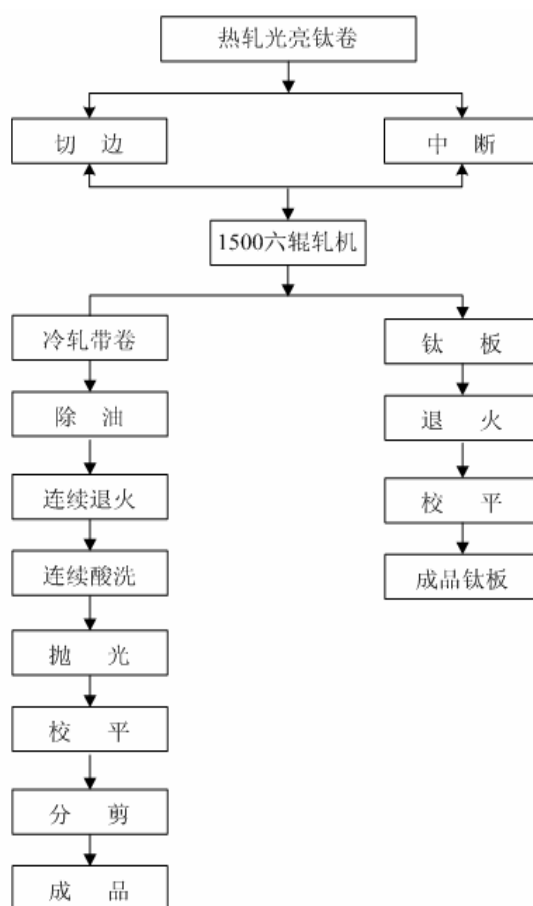 热轧光亮钛卷
切 边
中 断
1500六辊轧机
冷轧带卷
钛 板
除 油
退 火
连续退火
校 平
连续酸洗
成品钛板
抛 光
校 平
分 剪
成 品